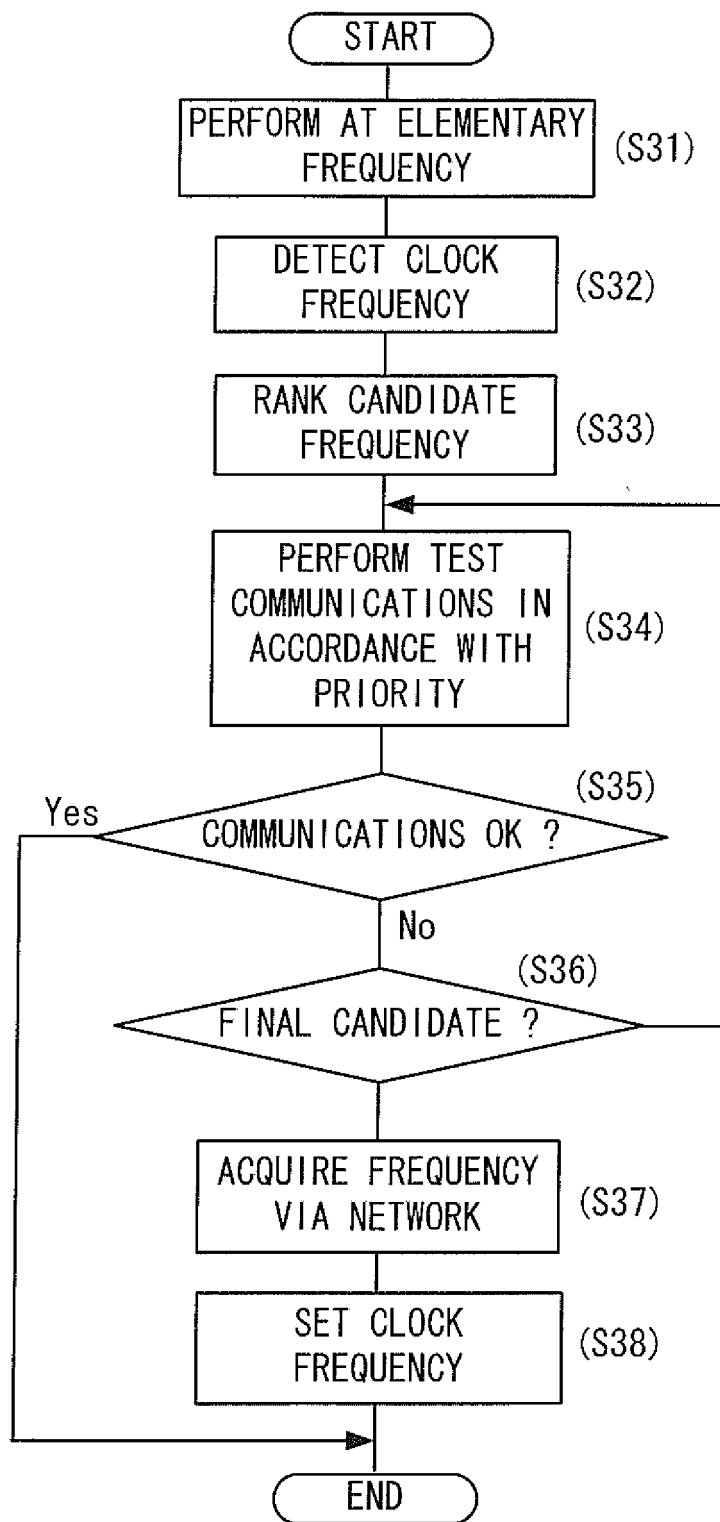 START
PERFORM AT ELEMENTARY
FREQUENCY
(S31)
DETECT CLOCK
FREQUENCY
(S32)
RANK CANDIDATE
FREQUENCY
(S33)
PERFORM TEST
COMMUNICATIONS IN
ACCORDANCE WITH
PRIORITY
(S34)
(S35)
Yes
COMMUNICATIONS OK ?
No
(S36)
FINAL CANDIDATE ?
ACQUIRE FREQUENCY
VIA NETWORK
(S37)
SET CLOCK
FREQUENCY
(S38)
END